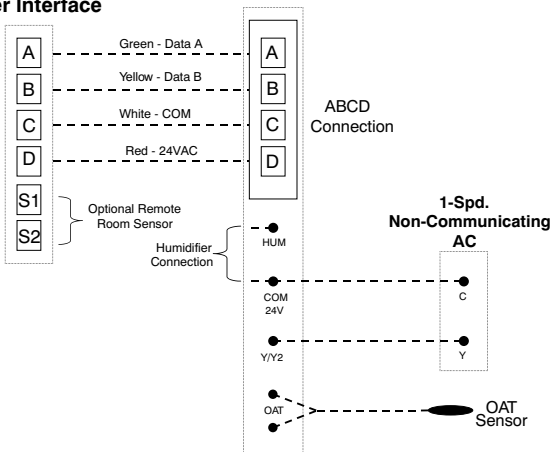 er Interface
A
Green - Data A
A
B
Yellow - Data B
B
C
White - COM
C
D
Red - 24VAC
D
ABCD
Connection
S1
S2
Optional Remote
Room Sensor
Humidifier
Connection
HUM
COM
24V
Y/Y2
OAT
1-Spd.
Non-Communicating
AC
C
Y
OAT
Sensor